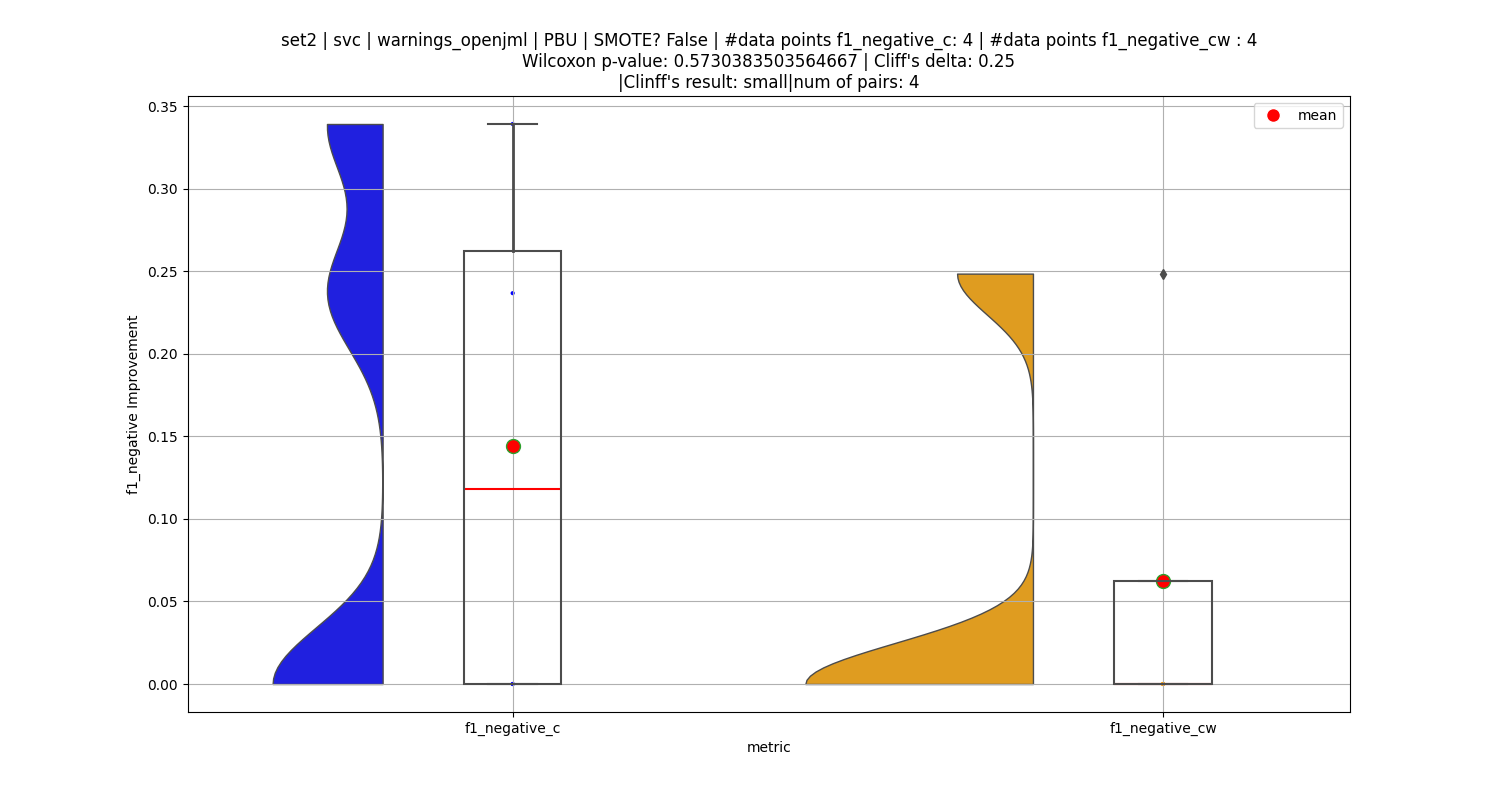 set2 | svc | warnings_openjml | PBU | SMOTE? False | #data points f1_negative_c: 4 | #data points f1_negative_cw : 4
Wilcoxon p-value: 0.5730383503564667 | Cliff's delta: 0.25
|Clinff's result: small|num of pairs: 4
mean
0.35
0.30
0.25
0.20
0.15
0.10
0.05
0.00
f1_negative Improvement
f1_negative_c
f1_negative_cw
metric